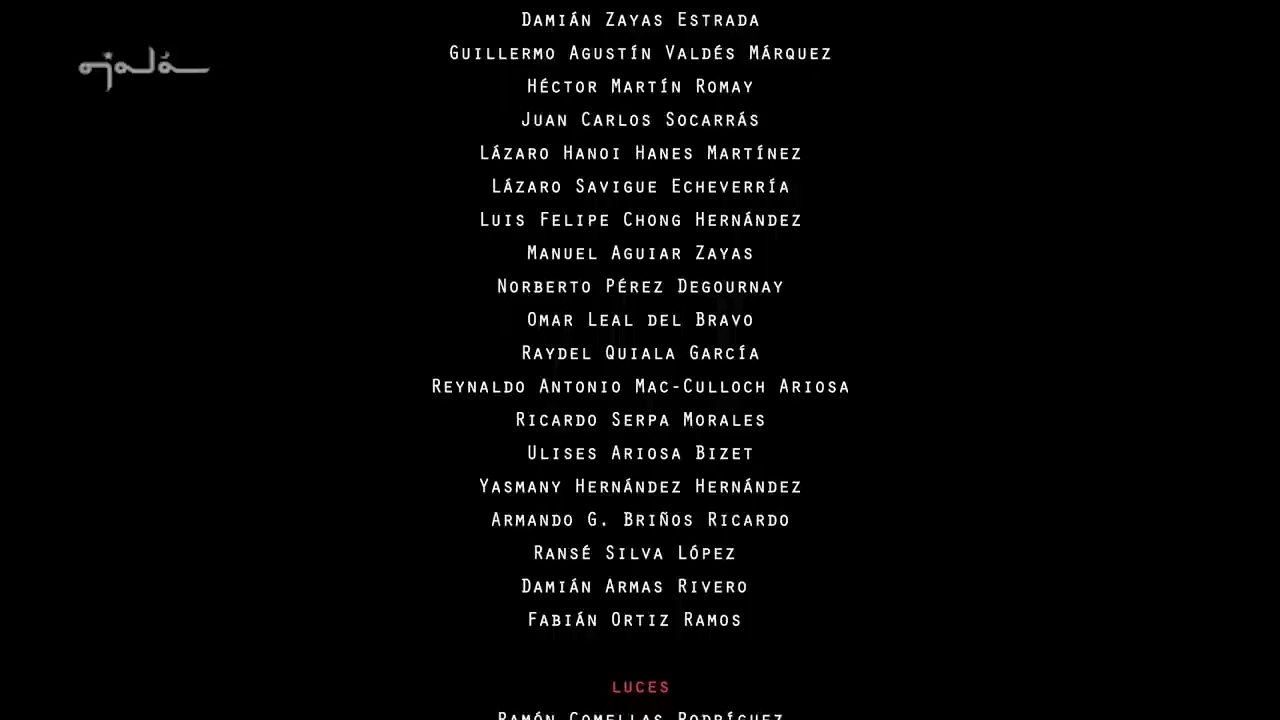 ojalá
Damián Zayas Estrada
Guillermo Agustín Valdés Márquez
Héctor Martín Romay
Juan Carlos Socarrás
Lázaro Hanoi Hanes Martínez
Lázaro Savigue Echeverría
Luis Felipe Chong Hernández
Manuel Aguiar Zayas
Norberto Pérez Degournay
Omar Leal del Bravo
Raydel Quiala García
Reynaldo Antonio Mac-Culloch Ariosa
Ricardo Serpa Morales
Ulises Ariosa Bizet
Yasmany Hernández Hernández
Armando G. Briños Ricardo
Ransé Silva López
Damián Armas Rivero
Fabián Ortiz Ramos
LUCES
Ramón Comellas Rodríguez